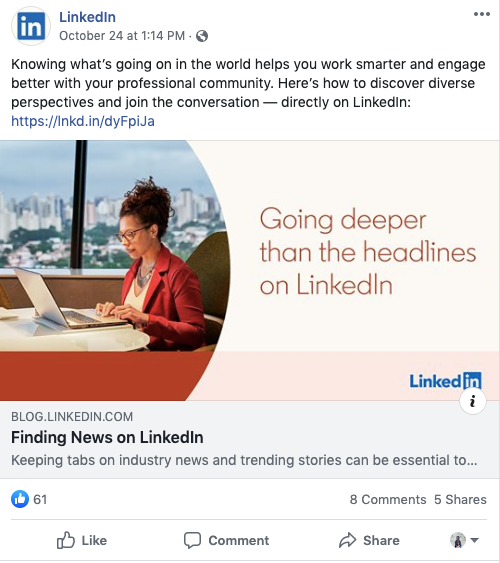 in
LinkedIn
October 24 at 1:14 PM ·
Knowing what's going on in the world helps you work smarter and engage
better with your professional community. Here's how to discover diverse
perspectives and join the conversation — directly on LinkedIn:
https://lnkd.in/dyFpiJa
Going deeper
than the headlines
on LinkedIn
LinkedIn
i
BLOG.LINKEDIN.COM
Finding News on LinkedIn
Keeping tabs on industry news and trending stories can be essential to...
61
8 Comments 5 Shares
Like Comment Share